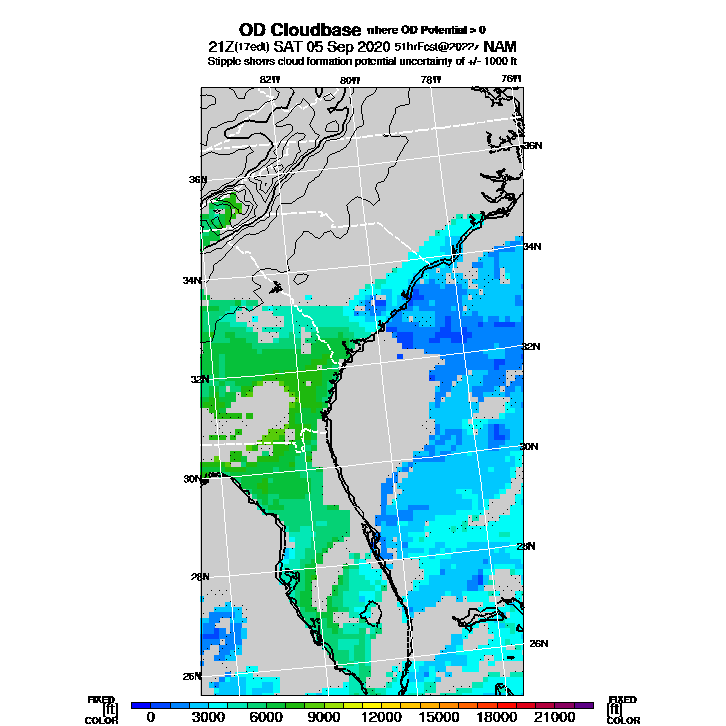 OD Cloudbase where OD Potential > 0
21Z(17edt) SAT 05 Sep 2020 51hrFcst@2022z NAM
Stipple shows cloud formation potential uncertainty of +/- 1000 ft
82W 80W 78W 76W
36N
36N
34N
34N
32N
32N
30N
30N
28N
28N
26N
26N
FIXED FIXED
[ft] [ft]
COLOR COLOR
0 3000 6000 9000 12000 15000 18000 21000